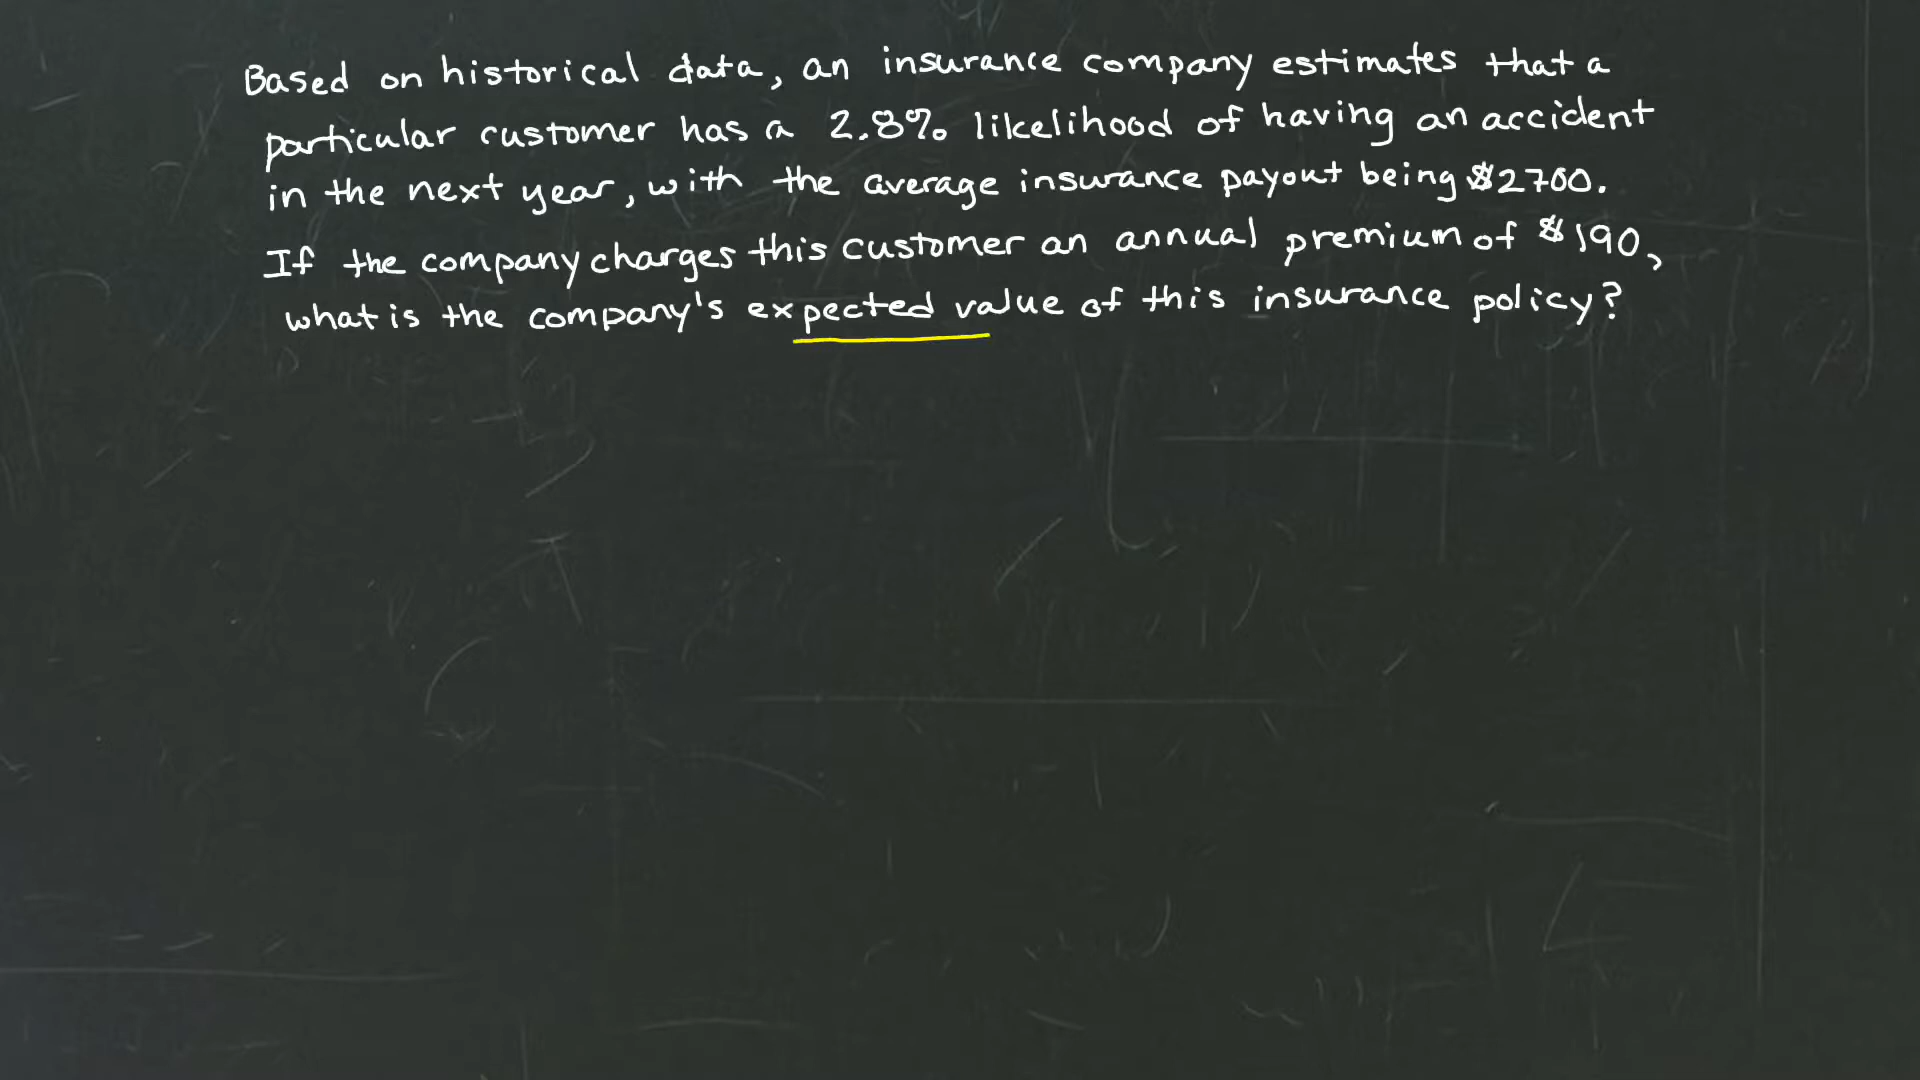 Based on historical data, an insurance company estimates that a
particular customer has a 2.8% likelihood of having an accident
in the next year, with the average insurance payout being $2700.
If the company charges this customer an annual premium of $190,
what is the company's expected value of this insurance policy?